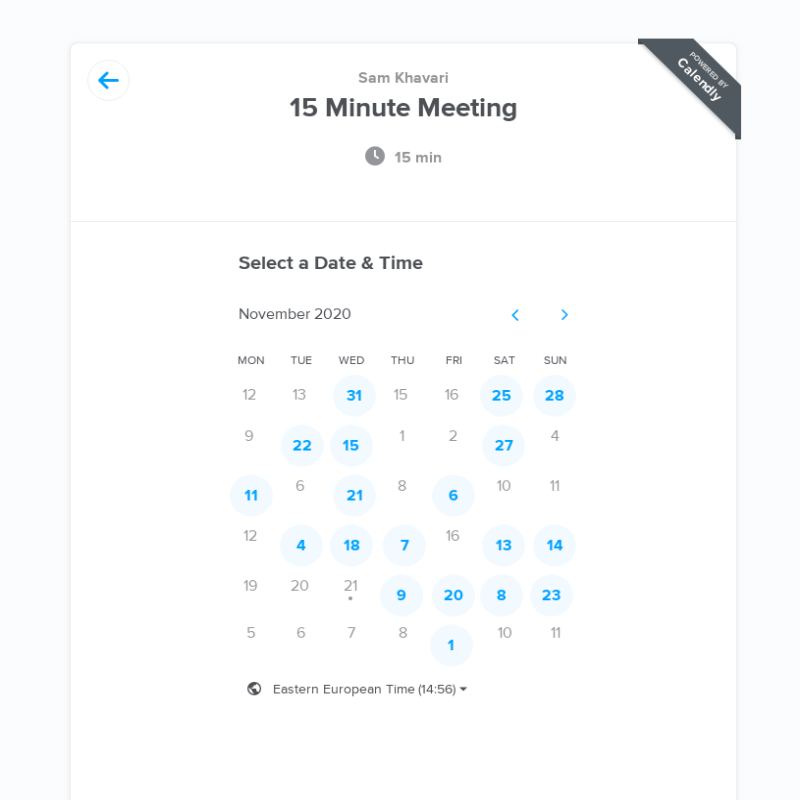 Sam Khavari
15 Minute Meeting
15 min
POWERED BY
Calendly
Select a Date & Time
November 2020
MON TUE WED THU FRI SAT SUN
12 13 31 15 16 25 28
9 22 15 1 2 27 4
11 6 21 8 6 10 11
12 4 18 7 16 13 14
19 20 21 9 20 8 23
5 6 7 8 1 10 11
Eastern European Time (14:56)